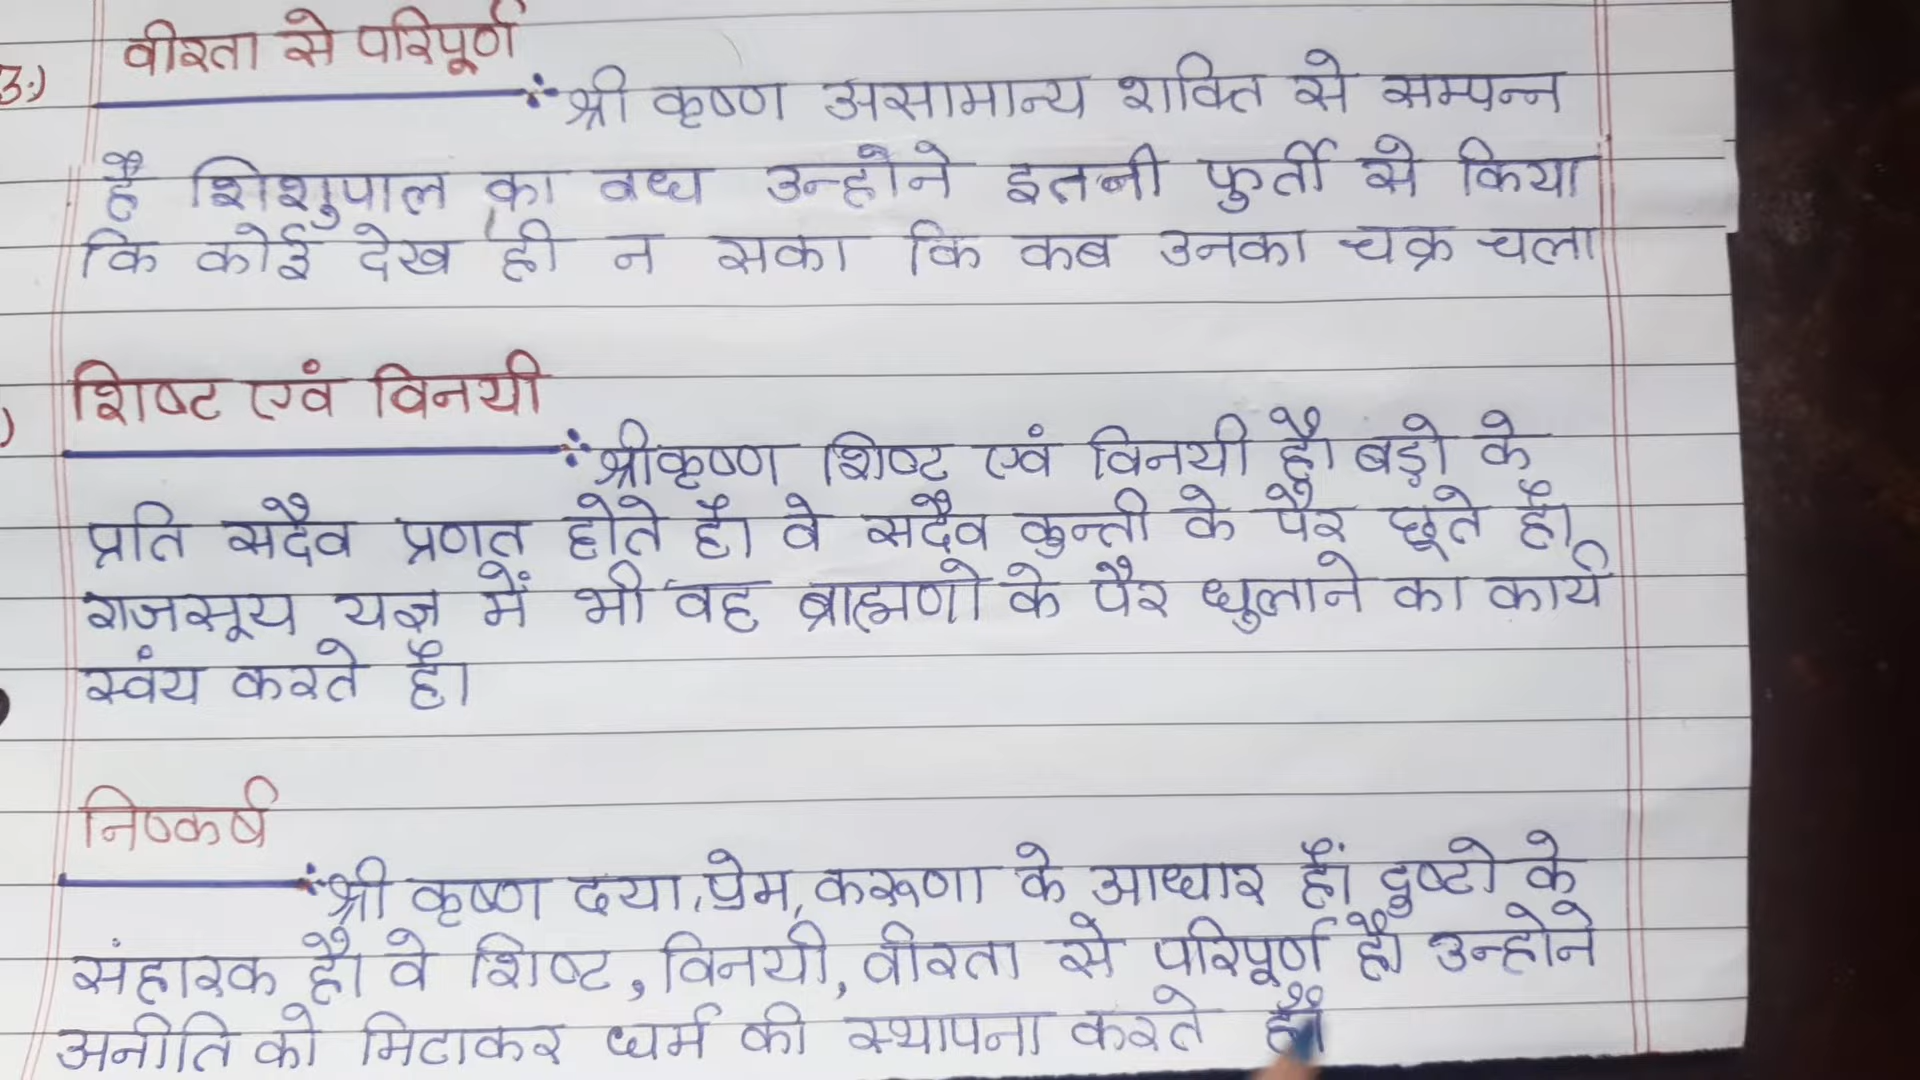 3.)
वीरता से परिपूर्ण
श्री कृष्ण असामान्य शक्ति से सम्पन्न
है शिशुपाल का वध उन्होने इतनी फुर्ती से किया
कि कोई देख ही न सका कि कब उनका चक्र चला
शिष्ट एवं विनयी
श्रीकृष्ण शिष्ट एवं विनयी है। बड़ो के
प्रति सदैव प्रणत होते है। वे सदैव कुन्ती के पैर छूते है।
राजसूय यज्ञ में भी वह ब्राह्मणो के पैर धुलाने का कार्य
स्वंय करते है।
निष्कर्ष
श्री कृष्ण दया, प्रेम, करुणा के आधार हैं। दुष्टो के
संहारक है। वे शिष्ट, विनयी, वीरता से परिपूर्ण है। उन्होने
अनीति को मिटाकर धर्म की स्थापना करते है।